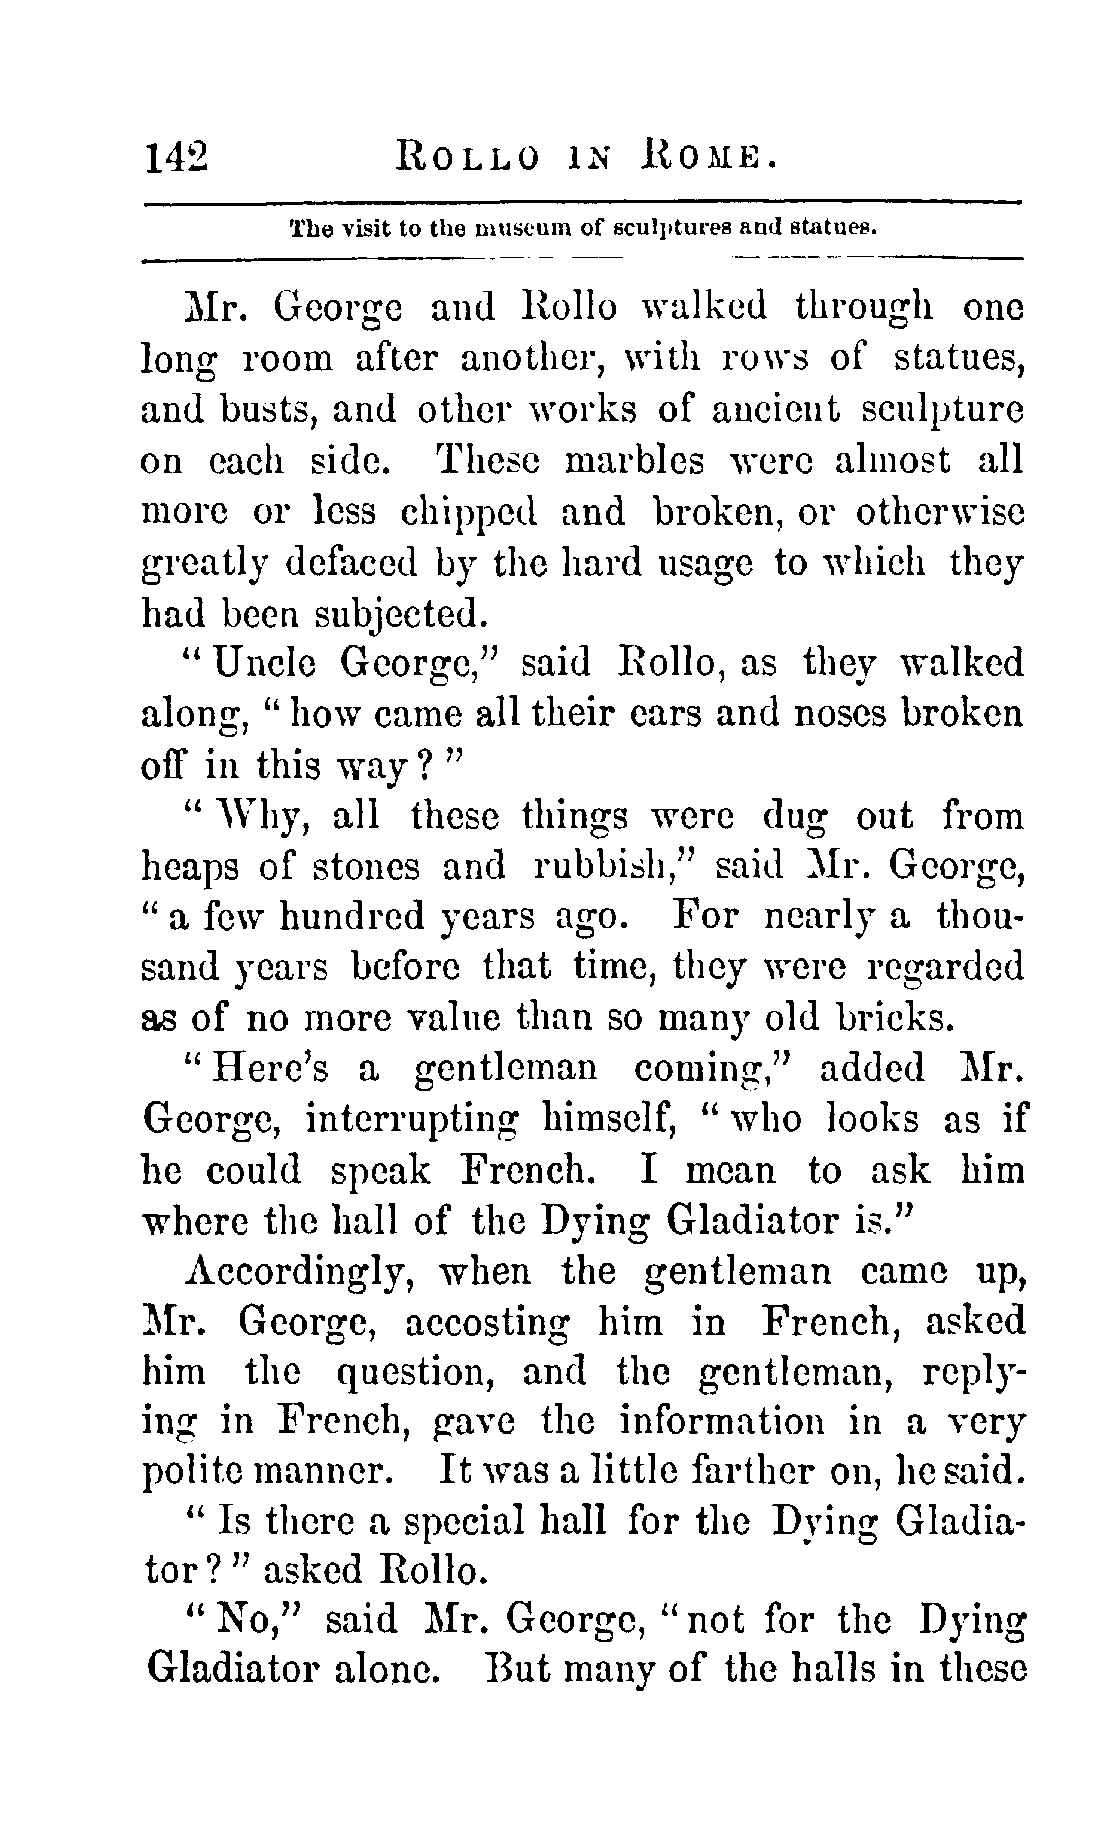 142 ROLLO IN ROME.
The visit to the museum of sculptures and statues.
Mr. George and Rollo walked through one
long room after another, with rows of statues,
and busts, and other works of ancient sculpture
on each side. These marbles were almost all
more or less chipped and broken, or otherwise
greatly defaced by the hard usage to which they
had been subjected.
“Uncle George,” said Rollo, as they walked
along, “how came all their ears and noses broken
off in this way?”
“Why, all these things were dug out from
heaps of stones and rubbish,” said Mr. George,
“a few hundred years ago. For nearly a thou-
sand years before that time, they were regarded
as of no more value than so many old bricks.
“Here’s a gentleman coming,” added Mr.
George, interrupting himself, “who looks as if
he could speak French. I mean to ask him
where the hall of the Dying Gladiator is.”
Accordingly, when the gentleman came up,
Mr. George, accosting him in French, asked
him the question, and the gentleman, reply-
ing in French, gave the information in a very
polite manner. It was a little farther on, he said.
“Is there a special hall for the Dying Gladia-
tor?” asked Rollo.
“No,” said Mr. George, “not for the Dying
Gladiator alone. But many of the halls in these